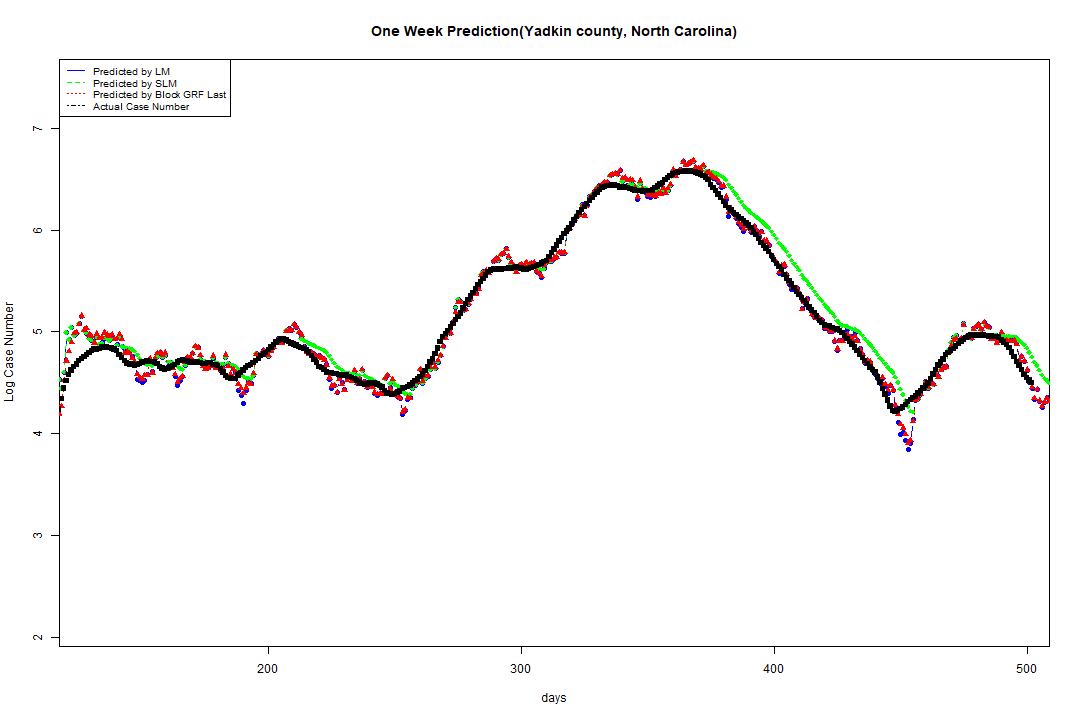 One Week Prediction(Yadkin county, North Carolina)
Predicted by LM
Predicted by SLM
Predicted by Block GRF Last
Actual Case Number
7
6
5
4
3
2
Log Case Number
200 300 400 500
days